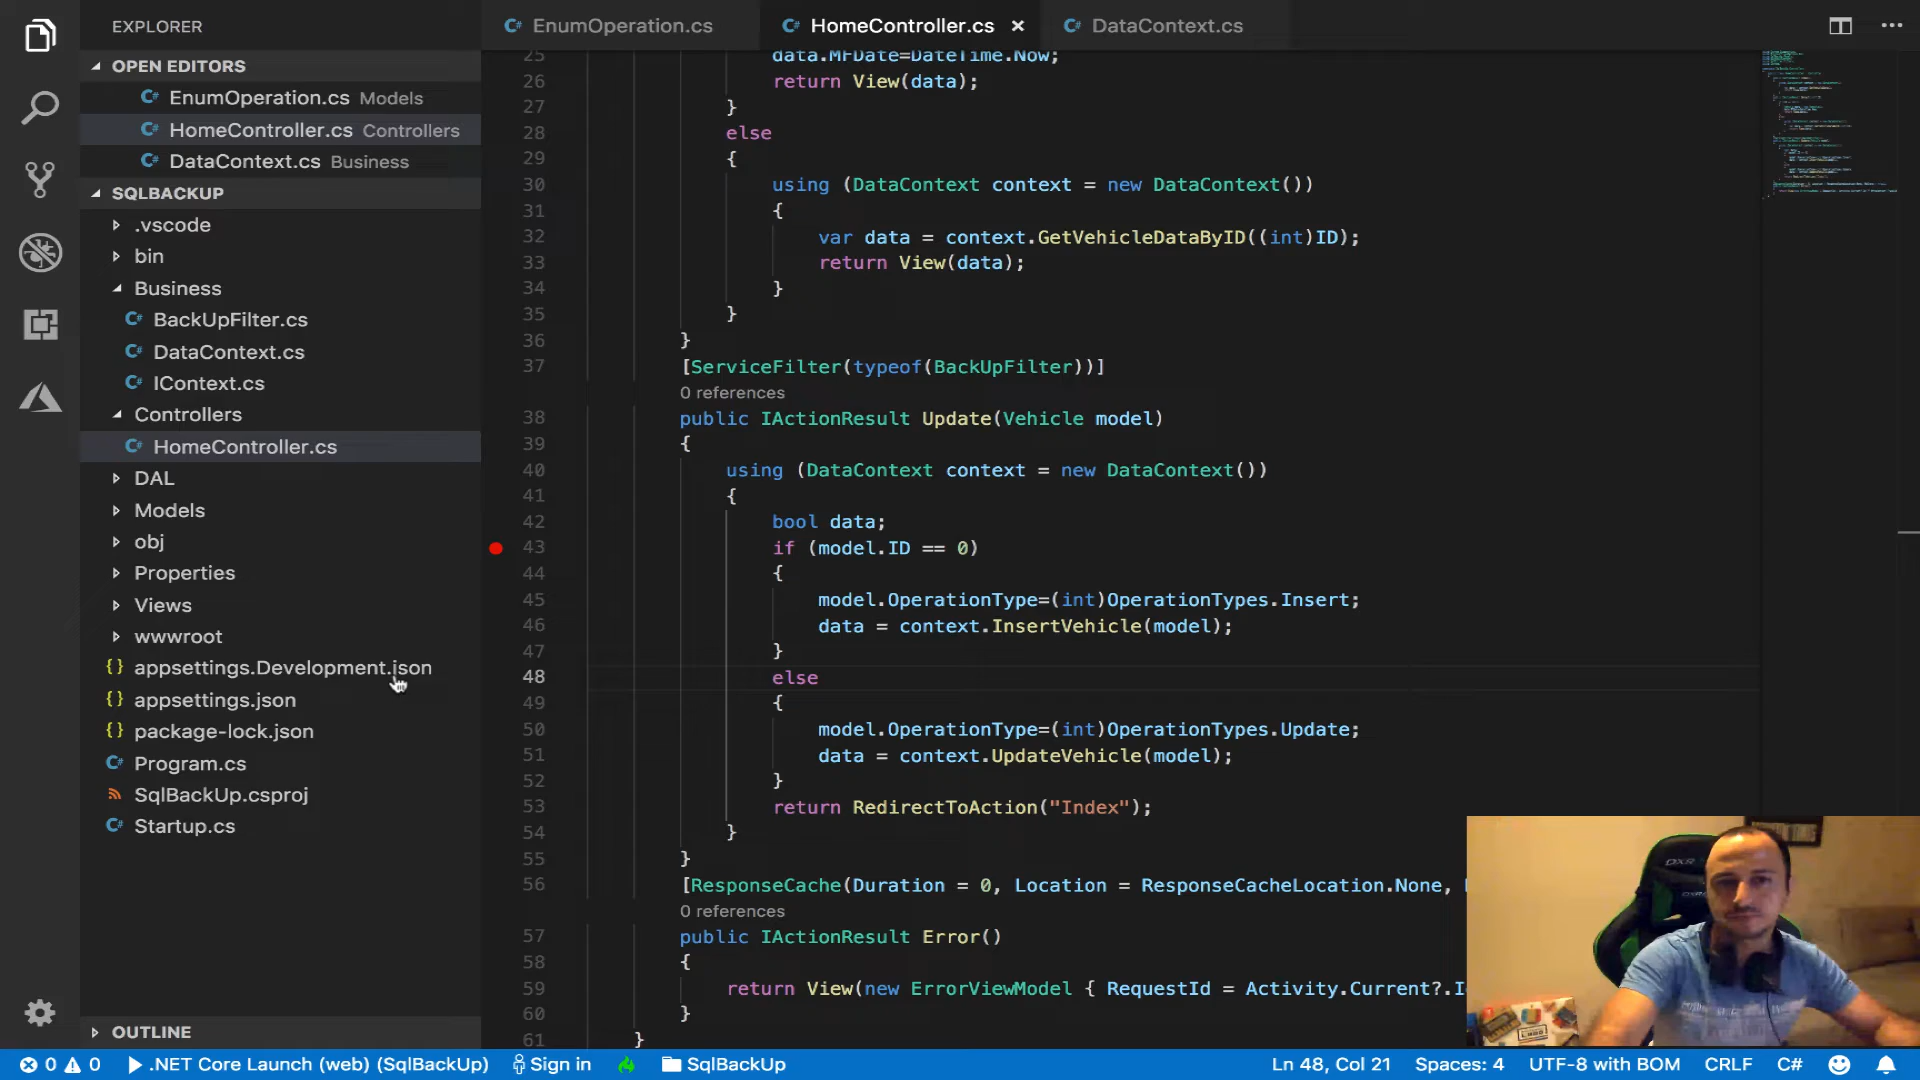 EXPLORER
OPEN EDITORS
EnumOperation.cs Models
HomeController.cs Controllers
DataContext.cs Business
SQLBACKUP
.vscode
bin
Business
BackUpFilter.cs
DataContext.cs
IContext.cs
Controllers
HomeController.cs
DAL
Models
obj
Properties
Views
wwwroot
appsettings.Development.json
appsettings.json
package-lock.json
Program.cs
SqlBackUp.csproj
Startup.cs
OUTLINE
EnumOperation.cs HomeController.cs × DataContext.cs
25 data.MFDate=DateTime.Now;
26 return View(data);
27 }
28 else
29 {
30 using (DataContext context = new DataContext())
31 {
32 var data = context.GetVehicleDataByID((int)ID);
33 return View(data);
34 }
35 }
36 }
37 [ServiceFilter(typeof(BackUpFilter))]
0 references
38 public IActionResult Update(Vehicle model)
39 {
40 using (DataContext context = new DataContext())
41 {
42 bool data;
43 if (model.ID == 0)
44 {
45 model.OperationType=(int)OperationTypes.Insert;
46 data = context.InsertVehicle(model);
47 }
48 else
49 {
50 model.OperationType=(int)OperationTypes.Update;
51 data = context.UpdateVehicle(model);
52 }
53 return RedirectToAction("Index");
54 }
55 }
56 [ResponseCache(Duration = 0, Location = ResponseCacheLocation.None,
0 references
57 public IActionResult Error()
58 {
59 return View(new ErrorViewModel { RequestId = Activity.Current?.I
60 }
61 }
0 0 .NET Core Launch (web) (SqlBackUp) Sign in SqlBackUp Ln 48, Col 21 Spaces: 4 UTF-8 with BOM CRLF C#